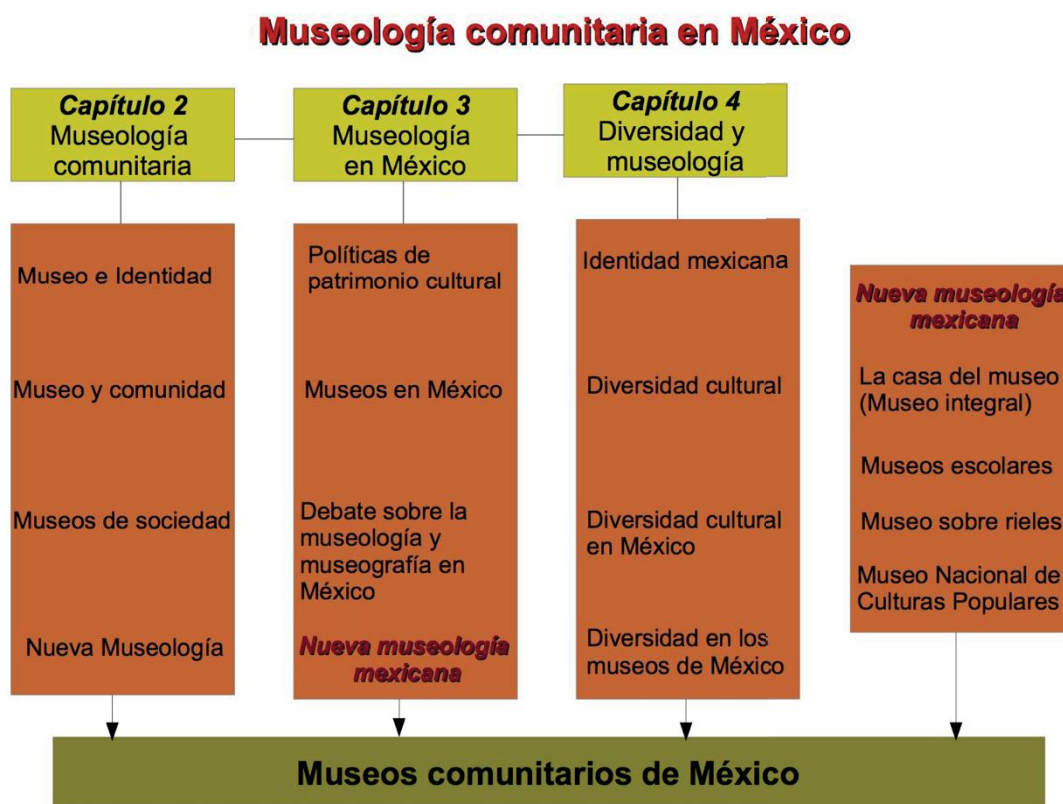 Museología comunitaria en México
Capítulo 2
Museología
comunitaria
Capítulo 3
Museología
en México
Capítulo 4
Diversidad y
museología
Museo e Identidad
Museo y comunidad
Museos de sociedad
Nueva Museología
Políticas de
patrimonio cultural
Museos en México
Debate sobre la
museología y
museografía en
México
Nueva museología
mexicana
Identidad mexicana
Diversidad cultural
Diversidad cultural
en México
Diversidad en los
museos de México
Nueva museología
mexicana
La casa del museo
(Museo integral)
Museos escolares
Museo sobre rieles
Museo Nacional de
Culturas Populares
Museos comunitarios de México